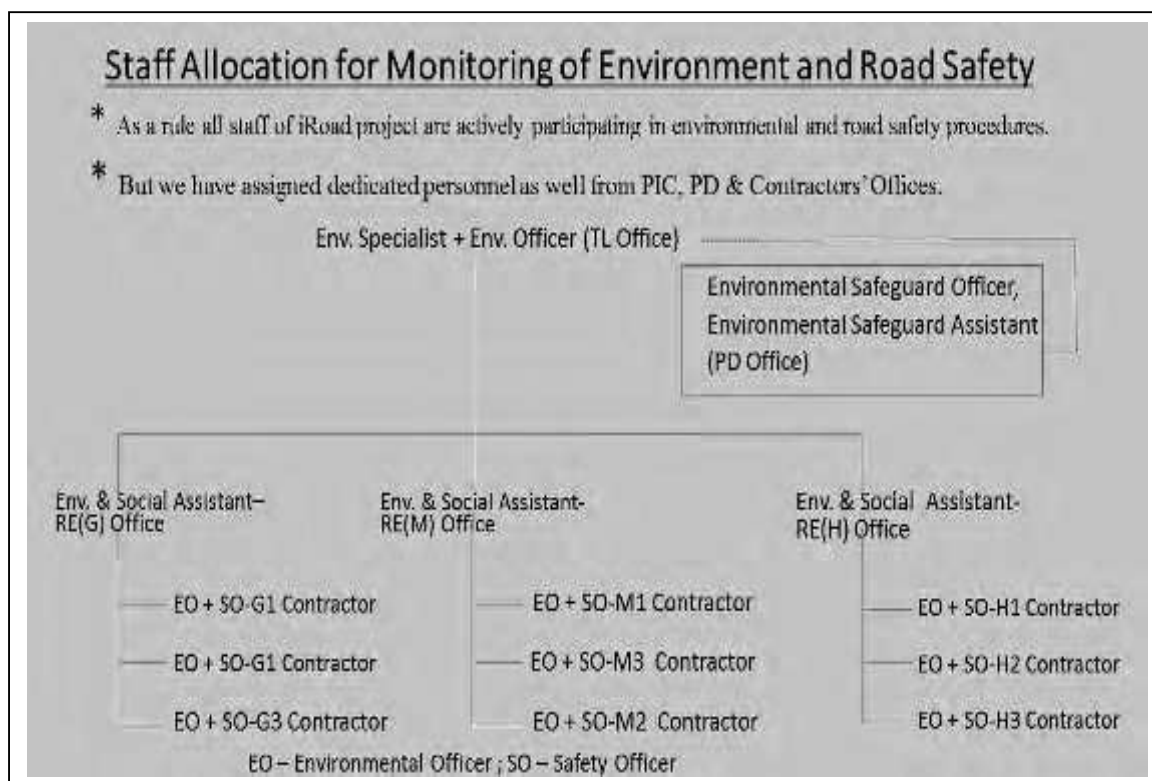 Staff Allocation for Monitoring of Environment and Road Safety
* As a rule all staff of iRoad project are actively participating in environmental and road safety procedures.
* But we have assigned dedicated personnel as well from PIC, PD & Contractors' Offices.
Env. Specialist + Env. Officer (TL Office)
Environmental Safeguard Officer,
Environmental Safeguard Assistant
(PD Office)
Env. & Social Assistant–
RE(G) Office
EO + SO-G1 Contractor
EO + SO-G1 Contractor
EO + SO-G3 Contractor
Env. & Social Assistant-
RE(M) Office
EO + SO-M1 Contractor
EO + SO-M3 Contractor
EO + SO-M2 Contractor
Env. & Social Assistant-
RE(H) Office
EO + SO-H1 Contractor
EO + SO-H2 Contractor
EO + SO-H3 Contractor
EO – Environmental Officer ; SO – Safety Officer